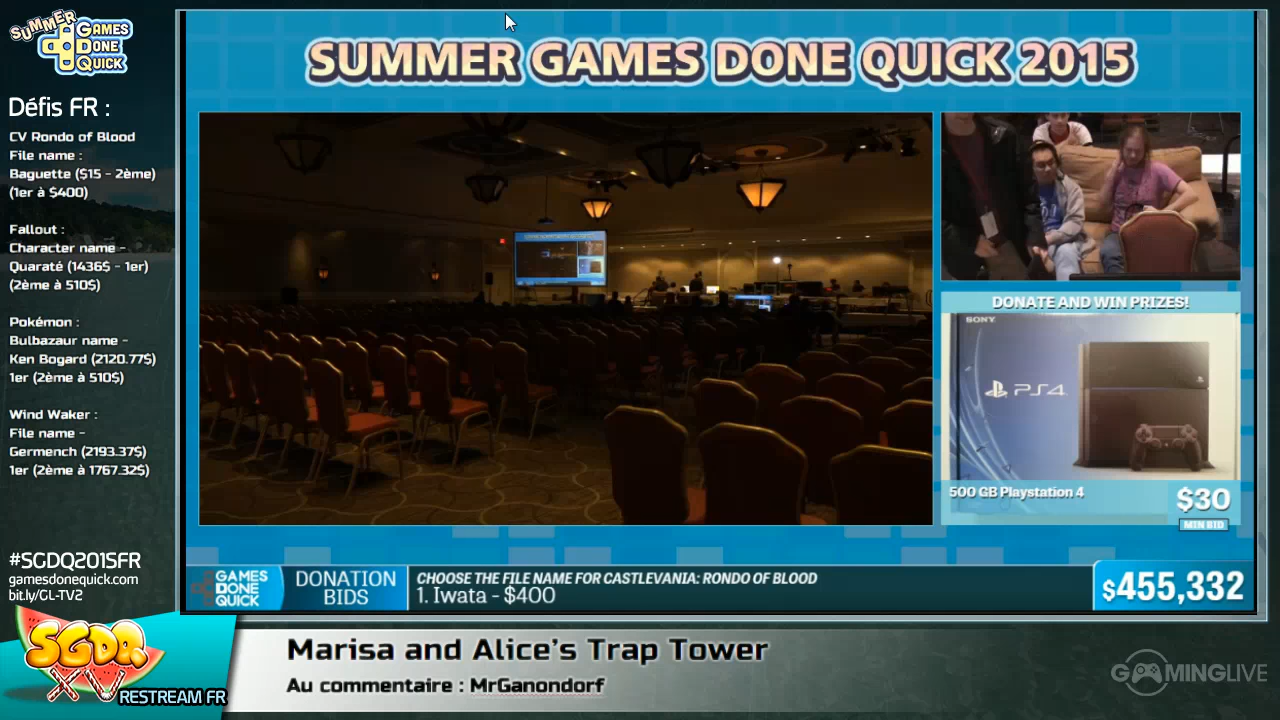 SUMMER
GAMES
DONE
QUICK
Défis FR :
CV Rondo of Blood
File name :
Baguette ($15 - 2ème)
(1er à $400)
Fallout :
Character name -
Quaraté (1436$ - 1er)
(2ème à 510$)
Pokémon :
Bulbazaur name -
Ken Bogard (2120.77$)
1er (2ème à 510$)
Wind Waker :
File name -
Germench (2193.37$)
1er (2ème à 1767.32$)
#SGDQ2015FR
gamesdonequick.com
bit.ly/GL-TV2
SGDQ
RESTREAM FR
SUMMER GAMES DONE QUICK 2015
DONATE AND WIN PRIZES!
SONY
PS4
500 GB Playstation 4
$30
MIN BID
GAMES
DONE
QUICK
DONATION
BIDS
CHOOSE THE FILE NAME FOR CASTLEVANIA: RONDO OF BLOOD
1. Iwata - $400
$455,332
Marisa and Alice's Trap Tower
Au commentaire : MrGanondorf
GAMINGLIVE